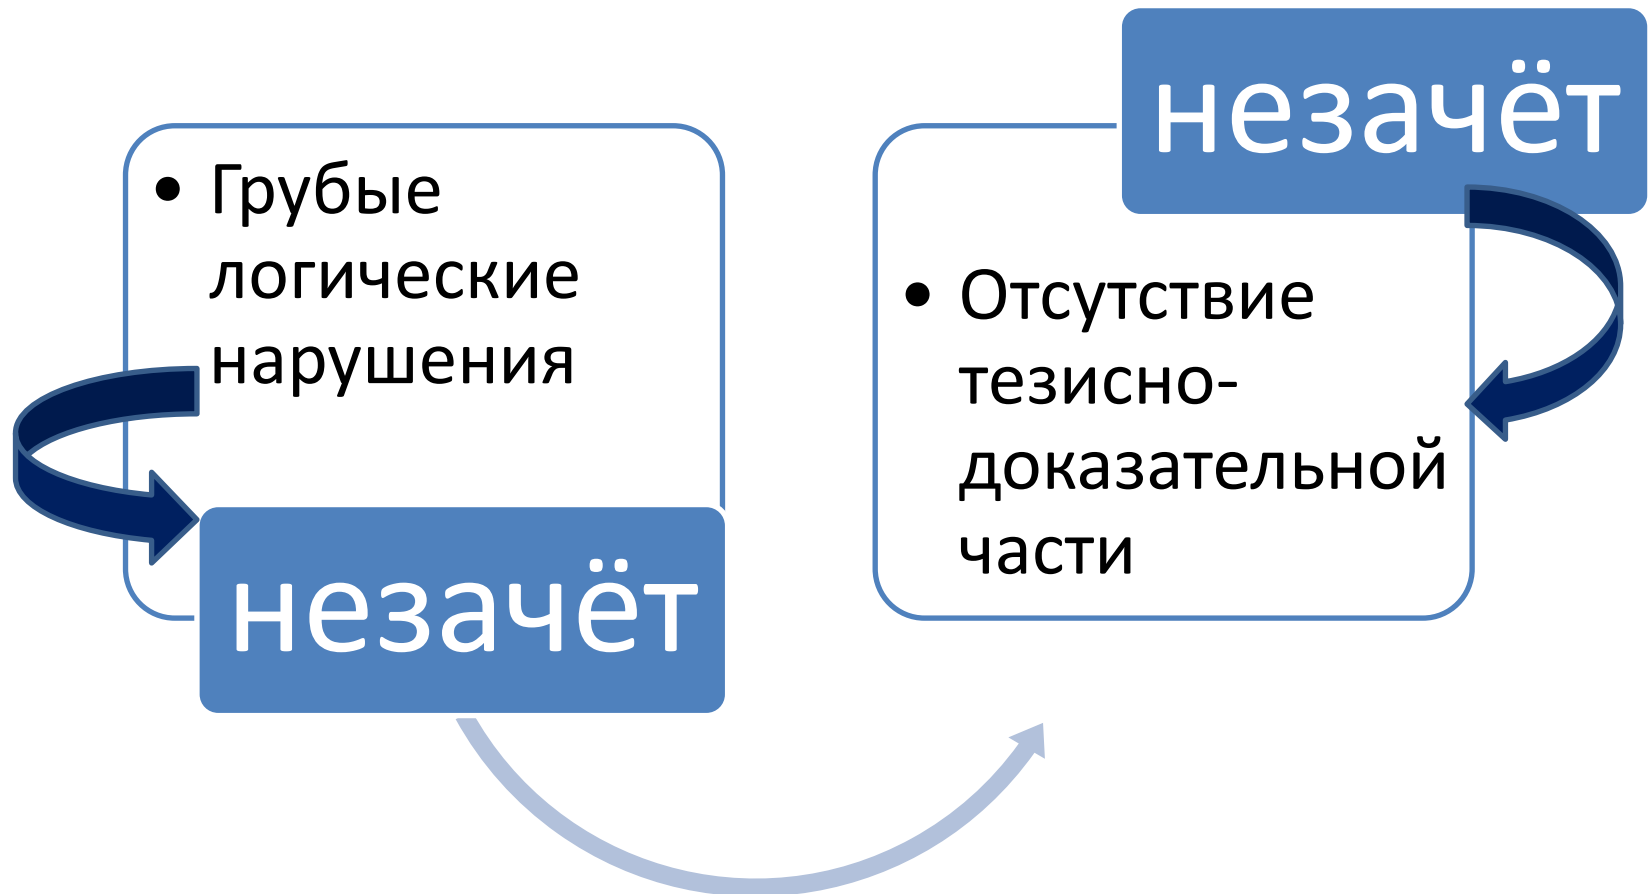 • Грубые
логические
нарушения
незачёт
незачёт
• Отсутствие
тезисно-
доказательной
части